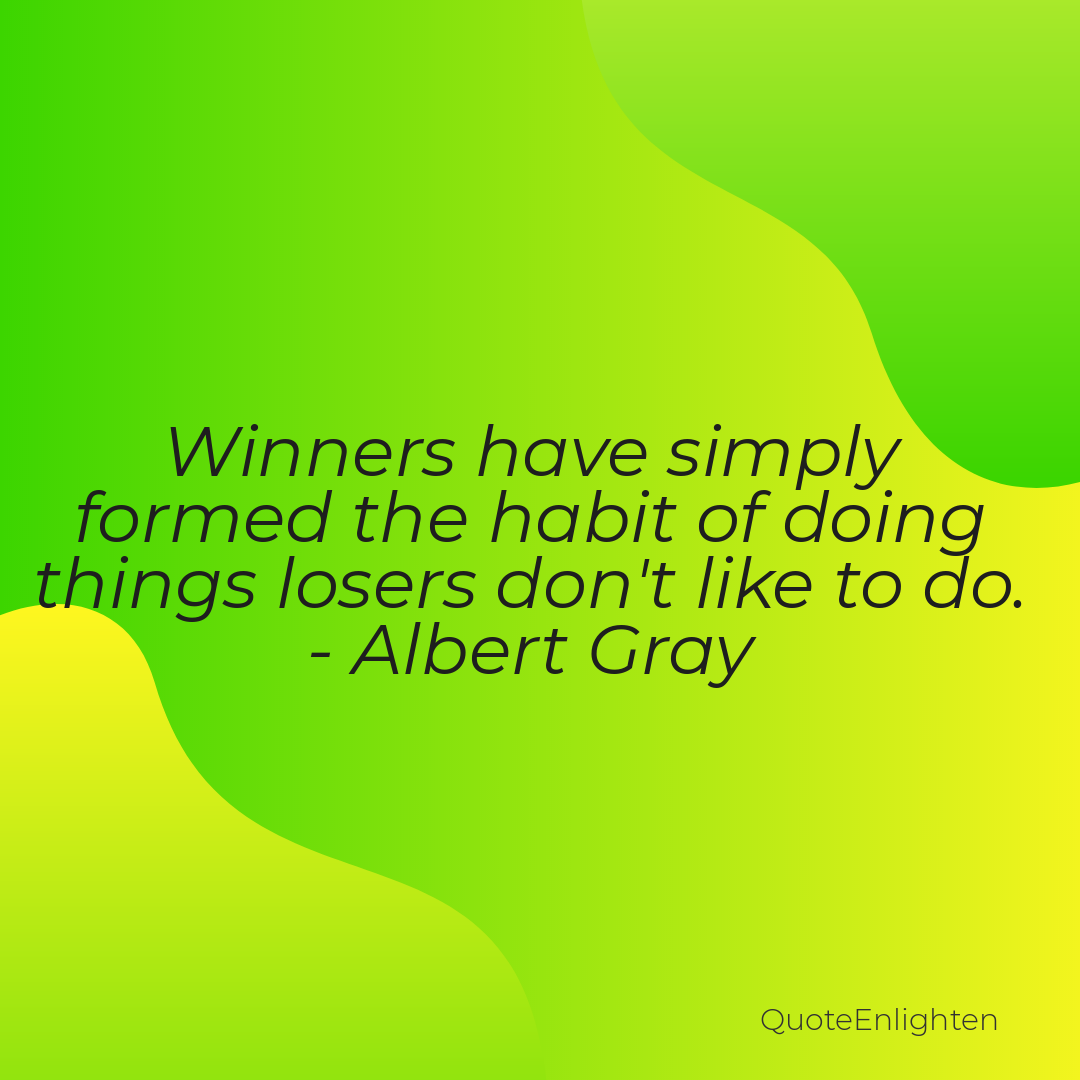 Winners have simply
formed the habit of doing
things losers don't like to do.
- Albert Gray
QuoteEnlighten